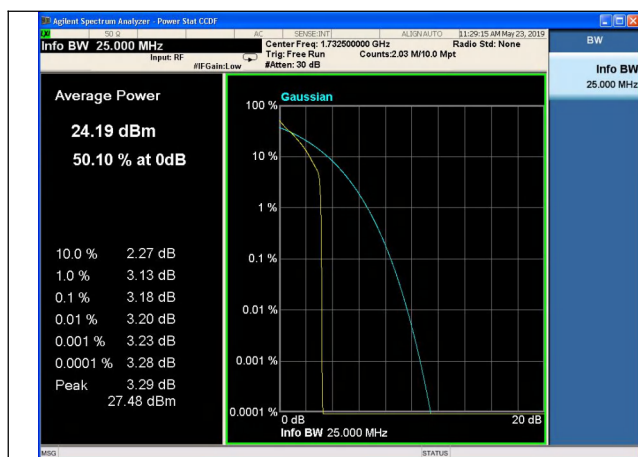 Agilent Spectrum Analyzer - Power Stat CCDF
50 Ω AC SENSE:INT ALIGN AUTO 11:29:15 AM May 23, 2019
Info BW 25.000 MHz
Center Freq: 1.732500000 GHz Radio Std: None
Input: RF Trig: Free Run Counts:2.03 M/10.0 Mpt
#IFGain:Low #Atten: 30 dB
BW
Info BW
25.000 MHz
Average Power
24.19 dBm
50.10 % at 0dB
10.0 % 2.27 dB
1.0 % 3.13 dB
0.1 % 3.18 dB
0.01 % 3.20 dB
0.001 % 3.23 dB
0.0001 % 3.28 dB
Peak 3.29 dB
27.48 dBm
Gaussian
100 %
10 %
1 %
0.1 %
0.01 %
0.001 %
0.0001 %
0 dB 20 dB
Info BW 25.000 MHz
MSG STATUS